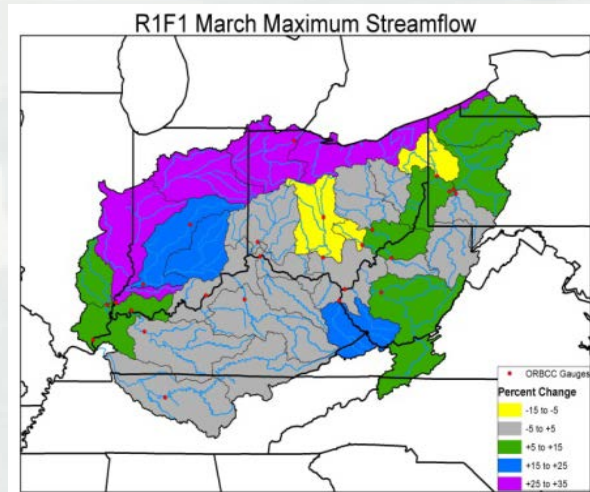 R1F1 March Maximum Streamflow
ORBCC Gauges
Percent Change
-15 to -5
-5 to +5
+5 to +15
+15 to +25
+25 to +35